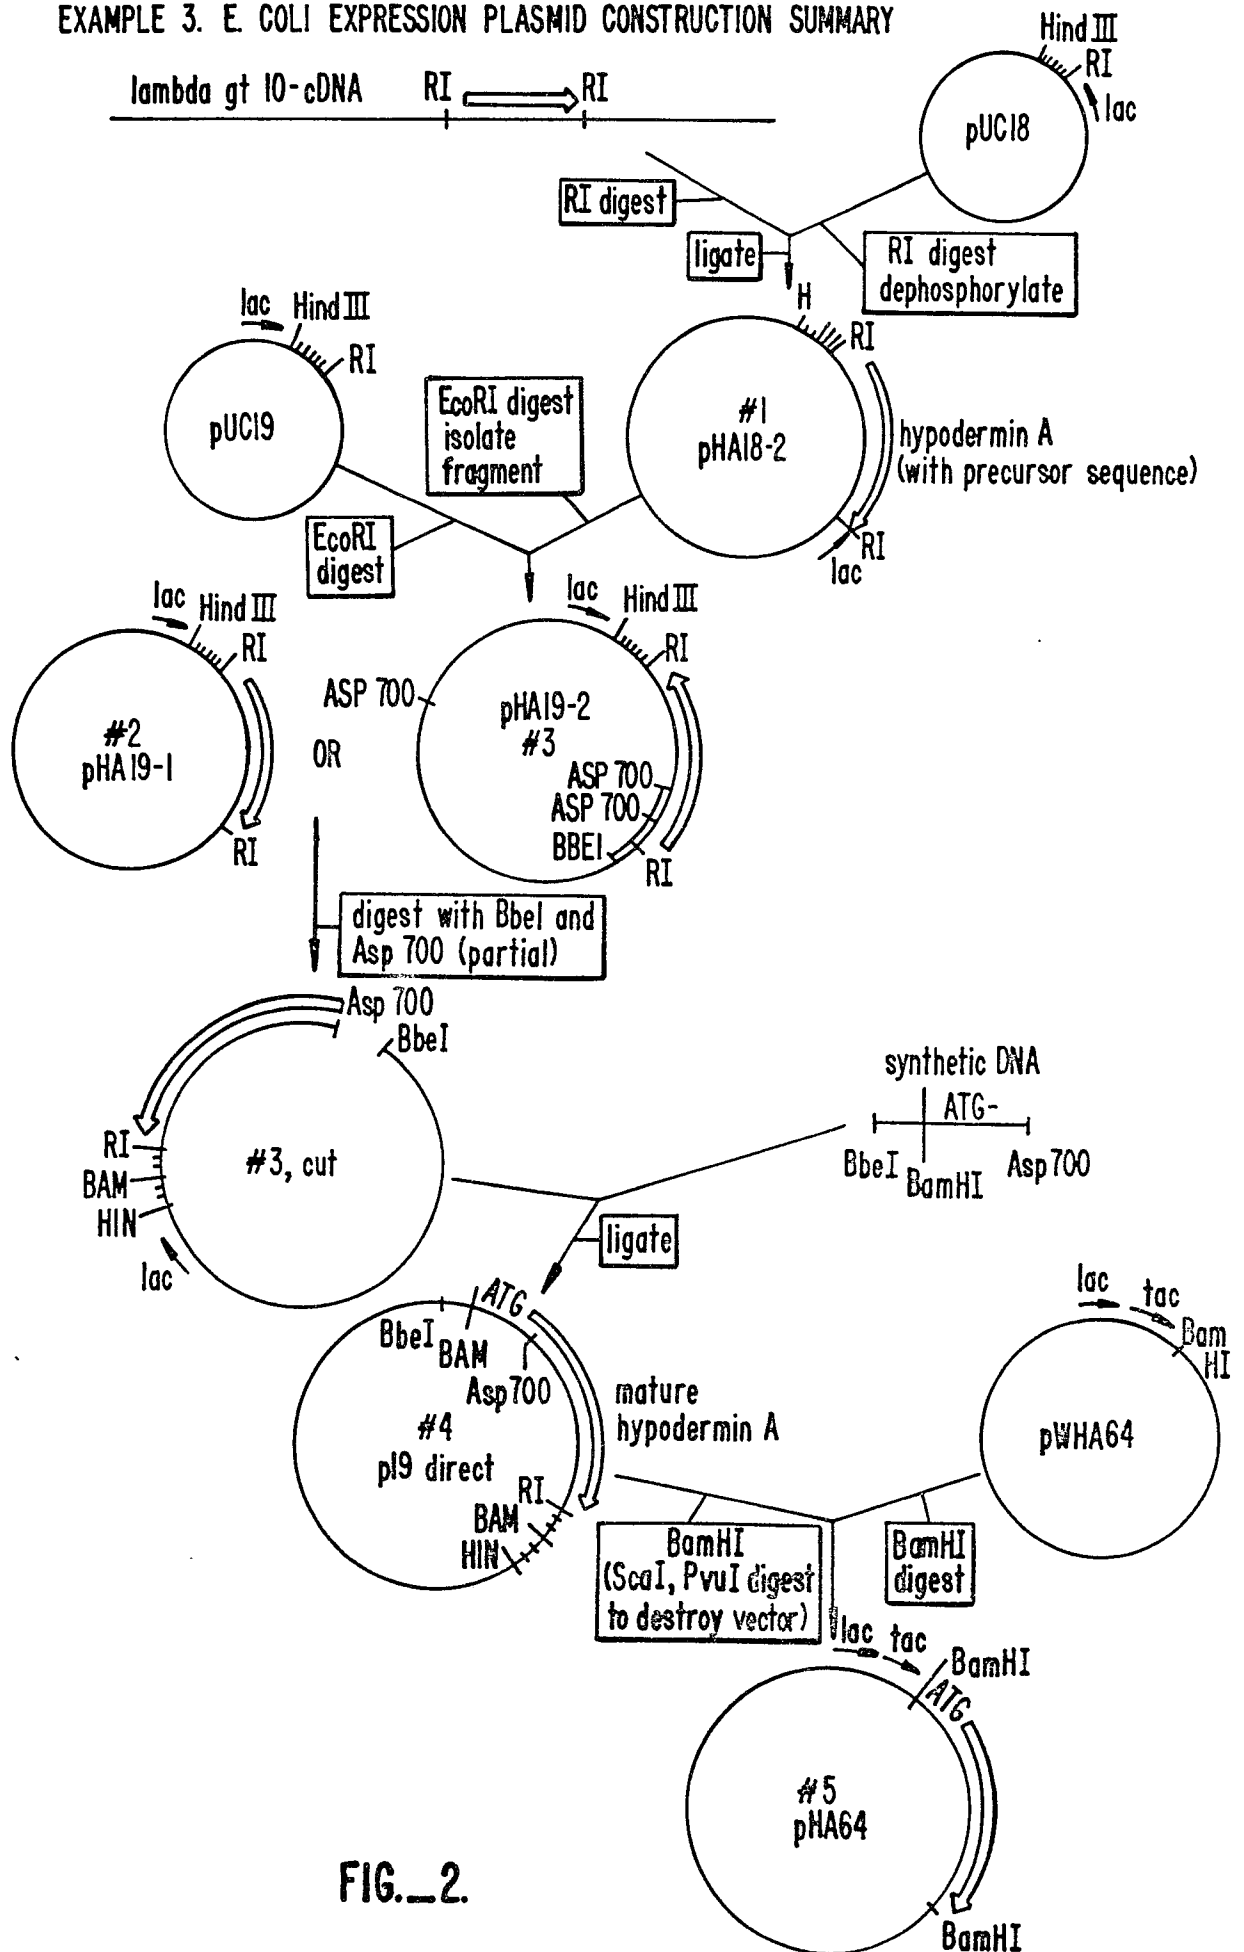 EXAMPLE 3. E. COLI EXPRESSION PLASMID CONSTRUCTION SUMMARY
lambda gt 10-cDNA
RI
RI
Hind III
RI
lac
pUC18
RI digest
ligate
RI digest
dephosphorylate
lac
Hind III
RI
pUC19
EcoRI digest
isolate
fragment
H
RI
#1
pHA18-2
hypodermin A
(with precursor sequence)
RI
lac
EcoRI
digest
lac
Hind III
RI
#2
pHA19-1
RI
OR
lac
Hind III
RI
ASP 700
pHA19-2
#3
ASP 700
ASP 700
BBEI
RI
digest with BbeI and
Asp 700 (partial)
Asp 700
BbeI
RI
BAM
HIN
lac
#3, cut
synthetic DNA
ATG-
BbeI
BamHI
Asp700
ligate
ATG
BbeI
BAM
Asp700
#4
p19 direct
RI
BAM
HIN
mature
hypodermin A
lac
tac
Bam
HI
pWHA64
BamHI
(ScaI, PvuI digest
to destroy vector)
BamHI
digest
lac
tac
BamHI
ATG
#5
pHA64
BamHI
FIG._2.